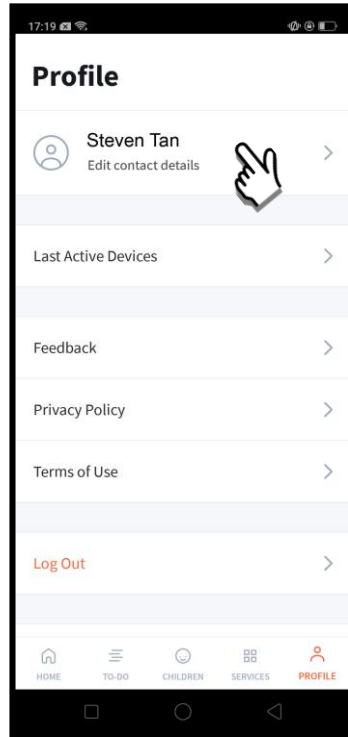 17:19
Profile
Steven Tan
Edit contact details
Last Active Devices
Feedback
Privacy Policy
Terms of Use
Log Out
HOME TO-DO CHILDREN SERVICES PROFILE